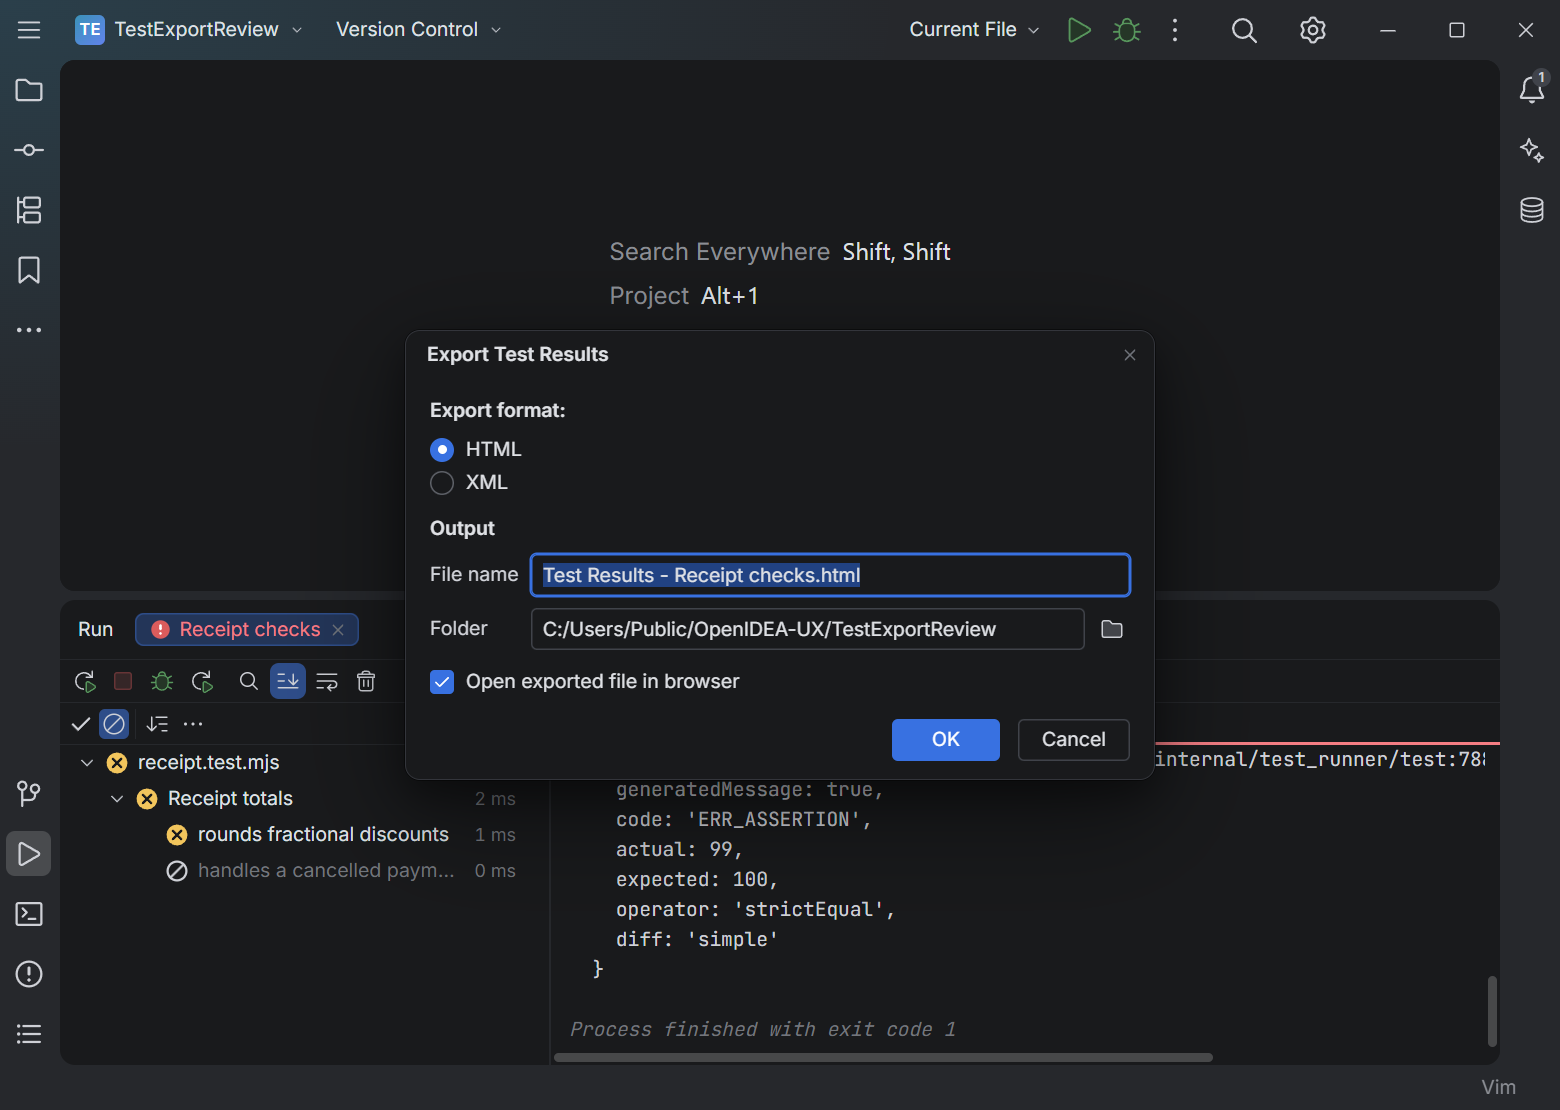 TE TestExportReview Version Control Current File
1
Search Everywhere Shift, Shift
Project Alt+1
Export Test Results
Export format:
HTML
XML
Output
File name Test Results - Receipt checks.html
Folder C:/Users/Public/OpenIDEA-UX/TestExportReview
Open exported file in browser
OK Cancel
Run Receipt checks
receipt.test.mjs
Receipt totals 2 ms
rounds fractional discounts 1 ms
handles a cancelled paym... 0 ms
internal/test_runner/test:788
generatedMessage: true,
code: 'ERR_ASSERTION',
actual: 99,
expected: 100,
operator: 'strictEqual',
diff: 'simple'
}
Process finished with exit code 1
Vim